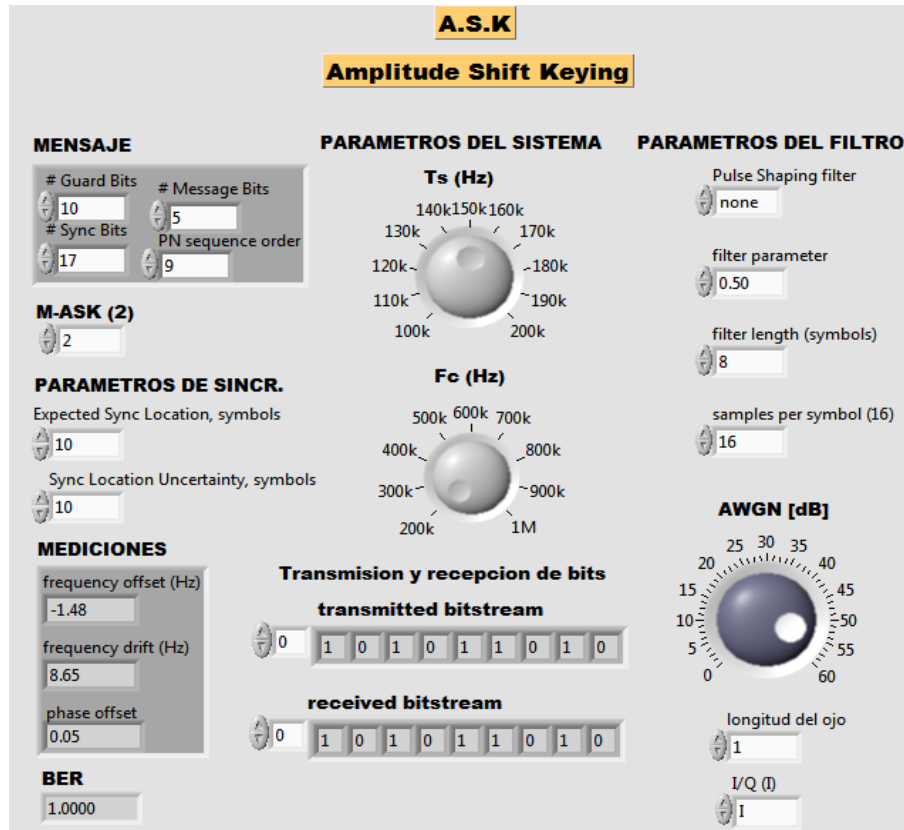 A.S.K
Amplitude Shift Keying
MENSAJE
# Guard Bits
10
# Message Bits
5
# Sync Bits
17
PN sequence order
9
M-ASK (2)
2
PARAMETROS DE SINCR.
Expected Sync Location, symbols
10
Sync Location Uncertainty, symbols
10
MEDICIONES
frequency offset (Hz)
-1.48
frequency drift (Hz)
8.65
phase offset
0.05
BER
1.0000
PARAMETROS DEL SISTEMA
Ts (Hz)
100k
110k
120k
130k
140k
150k
160k
170k
180k
190k
200k
Fc (Hz)
200k
300k
400k
500k
600k
700k
800k
900k
1M
Transmision y recepcion de bits
transmitted bitstream
0 1 0 1 0 1 1 0 1 0
received bitstream
0 1 0 1 0 1 1 0 1 0
PARAMETROS DEL FILTRO
Pulse Shaping filter
none
filter parameter
0.50
filter length (symbols)
8
samples per symbol (16)
16
AWGN [dB]
0
5
10
15
20
25
30
35
40
45
50
55
60
longitud del ojo
1
I/Q (I)
I